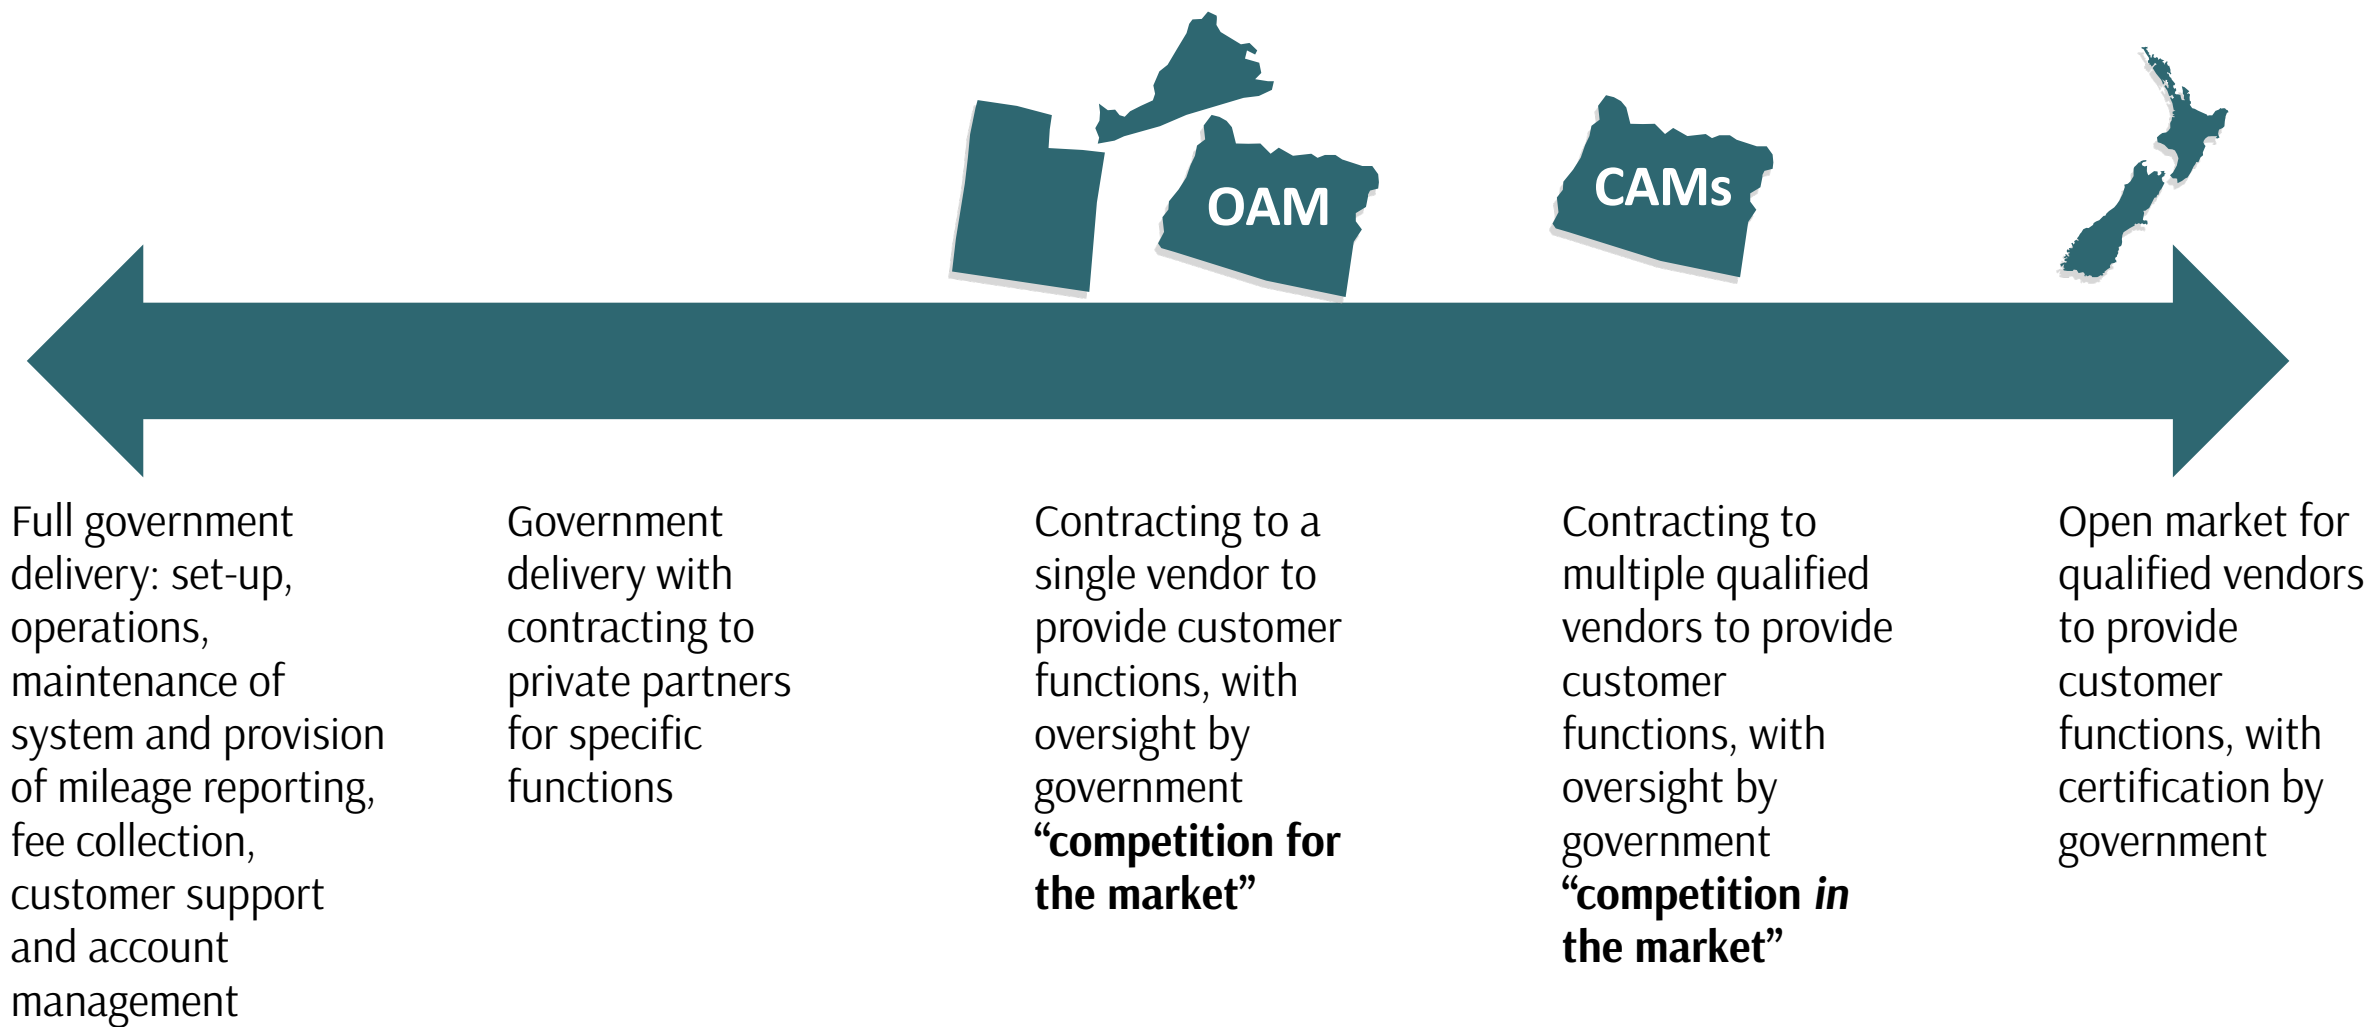 OAM
CAMs
Full government
delivery: set-up,
operations,
maintenance of
system and provision
of mileage reporting,
fee collection,
customer support
and account
management
Government
delivery with
contracting to
private partners
for specific
functions
Contracting to a
single vendor to
provide customer
functions, with
oversight by
government
“competition for
the market”
Contracting to
multiple qualified
vendors to provide
customer
functions, with
oversight by
government
“competition in
the market”
Open market for
qualified vendors
to provide
customer
functions, with
certification by
government